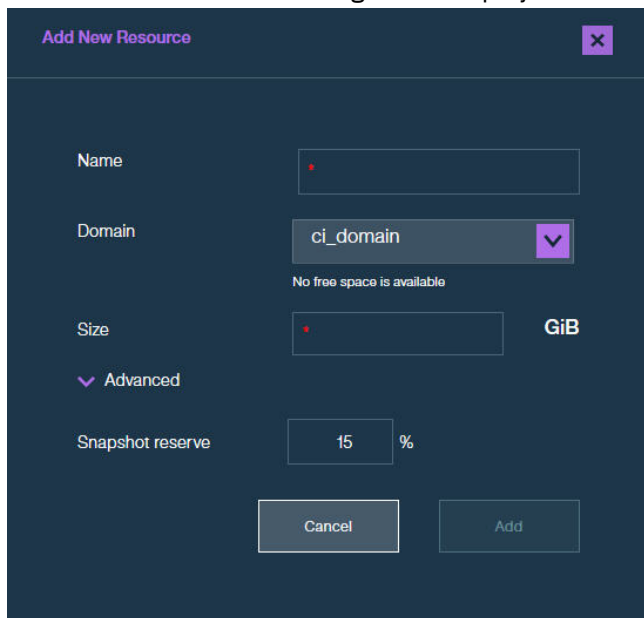 Add New Resource
Name
*
Domain
ci_domain
No free space is available
Size
*
GiB
Advanced
Snapshot reserve
15
%
Cancel
Add